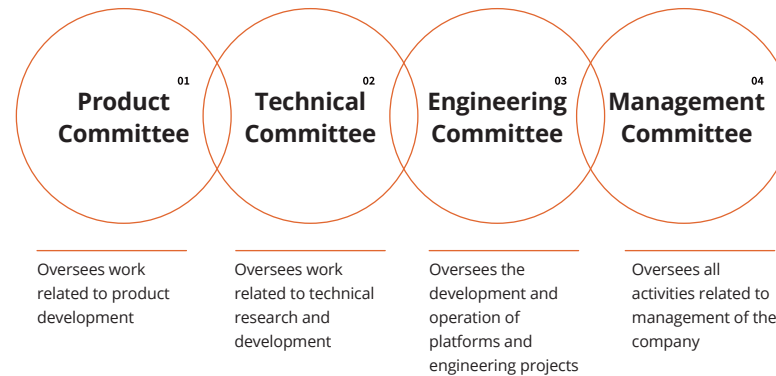 01
Product
Committee
02
Technical
Committee
03
Engineering
Committee
04
Management
Committee
Oversees work
related to product
development
Oversees work
related to technical
research and
development
Oversees the
development and
operation of
platforms and
engineering projects
Oversees all
activities related to
management of the
company